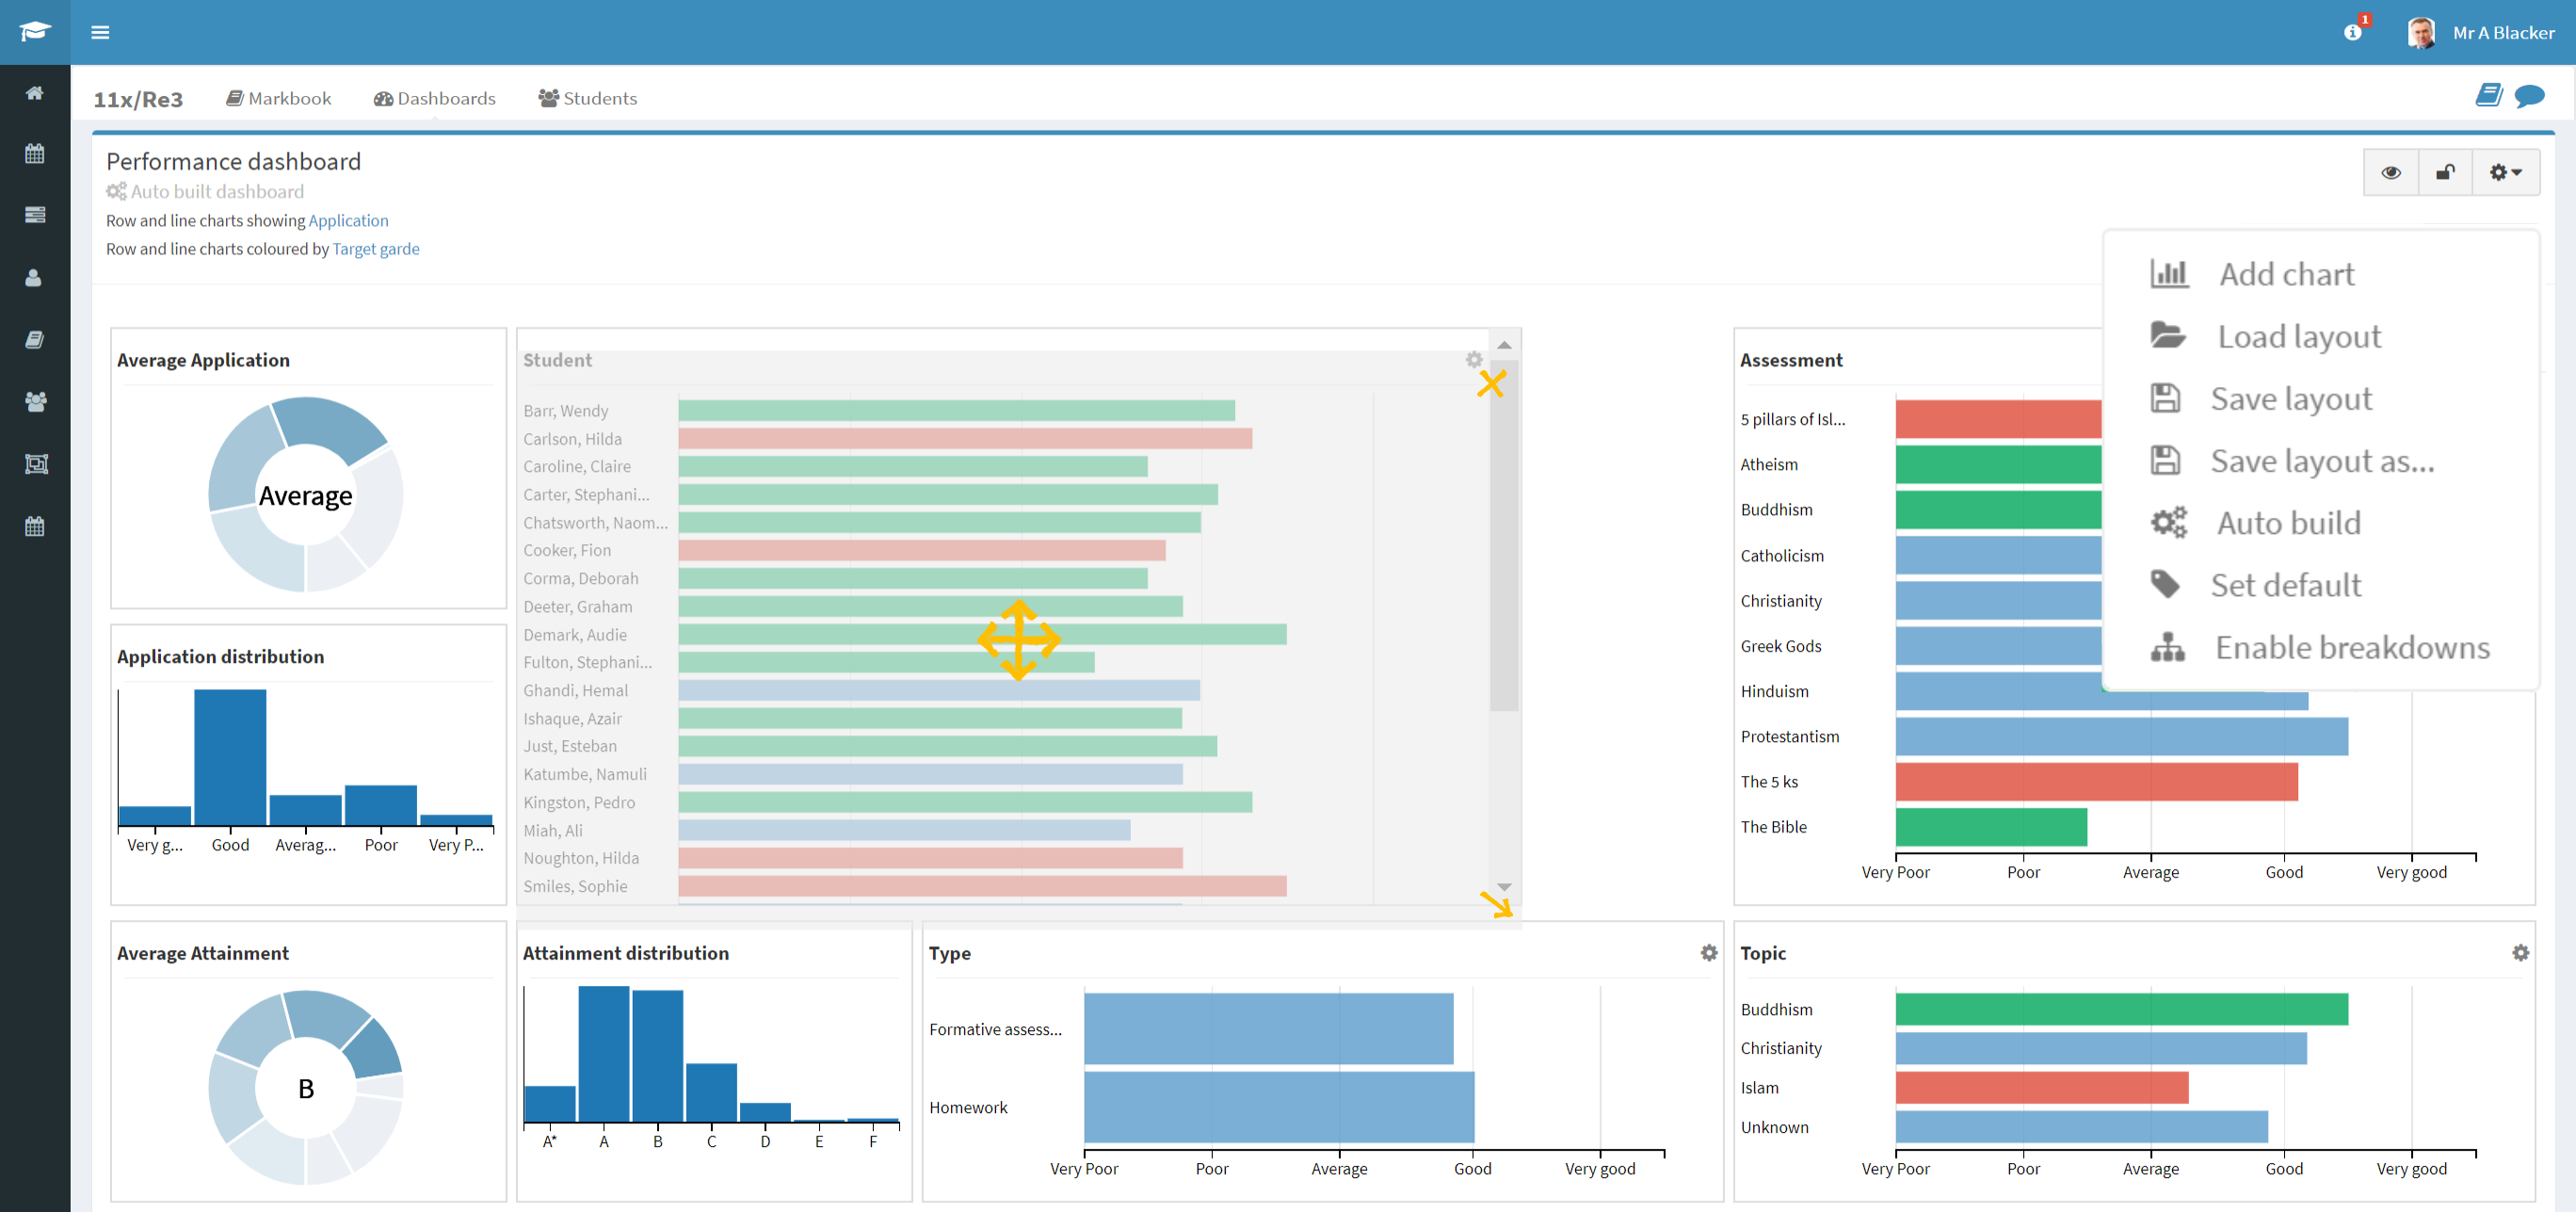 1
Mr A Blacker
11x/Re3
Markbook
Dashboards
Students
Performance dashboard
Auto built dashboard
Row and line charts showing Application
Row and line charts coloured by Target garde
Add chart
Load layout
Save layout
Save layout as...
Auto build
Set default
Enable breakdowns
Average Application
Average
Student
Barr, Wendy
Carlson, Hilda
Caroline, Claire
Carter, Stephani...
Chatsworth, Naom...
Cooker, Fion
Corma, Deborah
Deeter, Graham
Demark, Audie
Fulton, Stephani...
Ghandi, Hemal
Ishaque, Azair
Just, Esteban
Katumbe, Namuli
Kingston, Pedro
Miah, Ali
Noughton, Hilda
Smiles, Sophie
Assessment
5 pillars of Isl...
Atheism
Buddhism
Catholicism
Christianity
Greek Gods
Hinduism
Protestantism
The 5 ks
The Bible
Very Poor Poor Average Good Very good
Application distribution
Very g... Good Averag... Poor Very P...
Average Attainment
B
Attainment distribution
A* A B C D E F
Type
Formative assess...
Homework
Very Poor Poor Average Good Very good
Topic
Buddhism
Christianity
Islam
Unknown
Very Poor Poor Average Good Very good